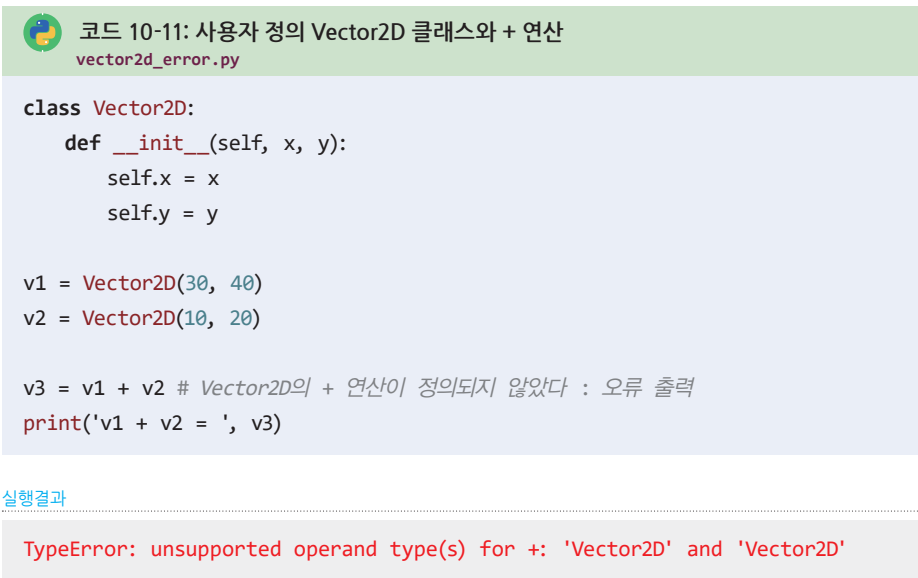 코드 10-11: 사용자 정의 Vector2D 클래스와 + 연산
vector2d_error.py
class Vector2D:
    def __init__(self, x, y):
        self.x = x
        self.y = y
v1 = Vector2D(30, 40)
v2 = Vector2D(10, 20)
v3 = v1 + v2 # Vector2D의 + 연산이 정의되지 않았다 : 오류 출력
print('v1 + v2 = ', v3)
실행결과
TypeError: unsupported operand type(s) for +: 'Vector2D' and 'Vector2D'